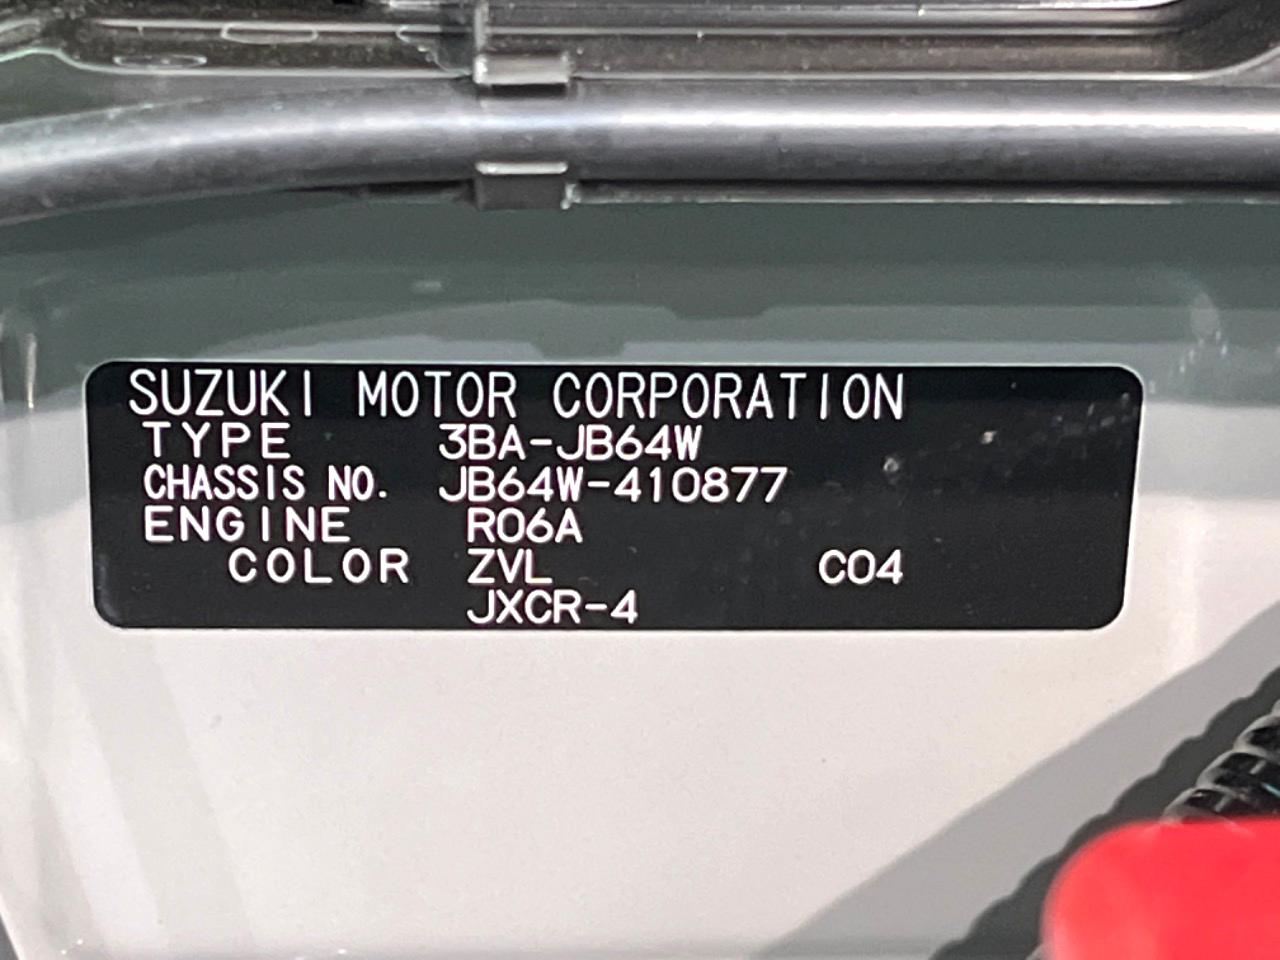 SUZUKI MOTOR CORPORATION
TYPE 3BA-JB64W
CHASSIS NO. JB64W-410877
ENGINE R06A
COLOR ZVL C04
JXCR-4